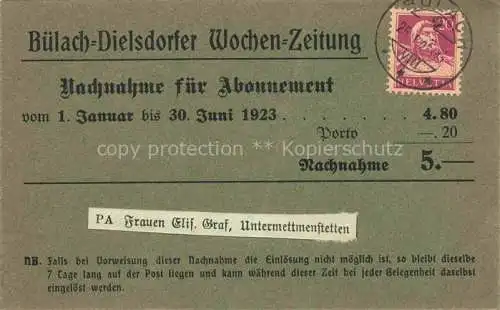 Bülach=Dielsdorfer Wochen=Zeitung
Nachnahme für Abonnement
vom 1. Januar bis 30. Juni 1923 . . . . . . . 4.80
Porto —.20
Nachnahme 5.—
copy protection ** Kopierschutz
PA Frauen Elis. Graf, Untermettmenstetten
NB. Falls bei Vorweisung dieser Nachnahme die Einlösung nicht möglich ist, so bleibt dieselbe
7 Tage lang auf der Post liegen und kann während dieser Zeit bei jeder Gelegenheit daselbst
eingelöst werden.
HELVETIA